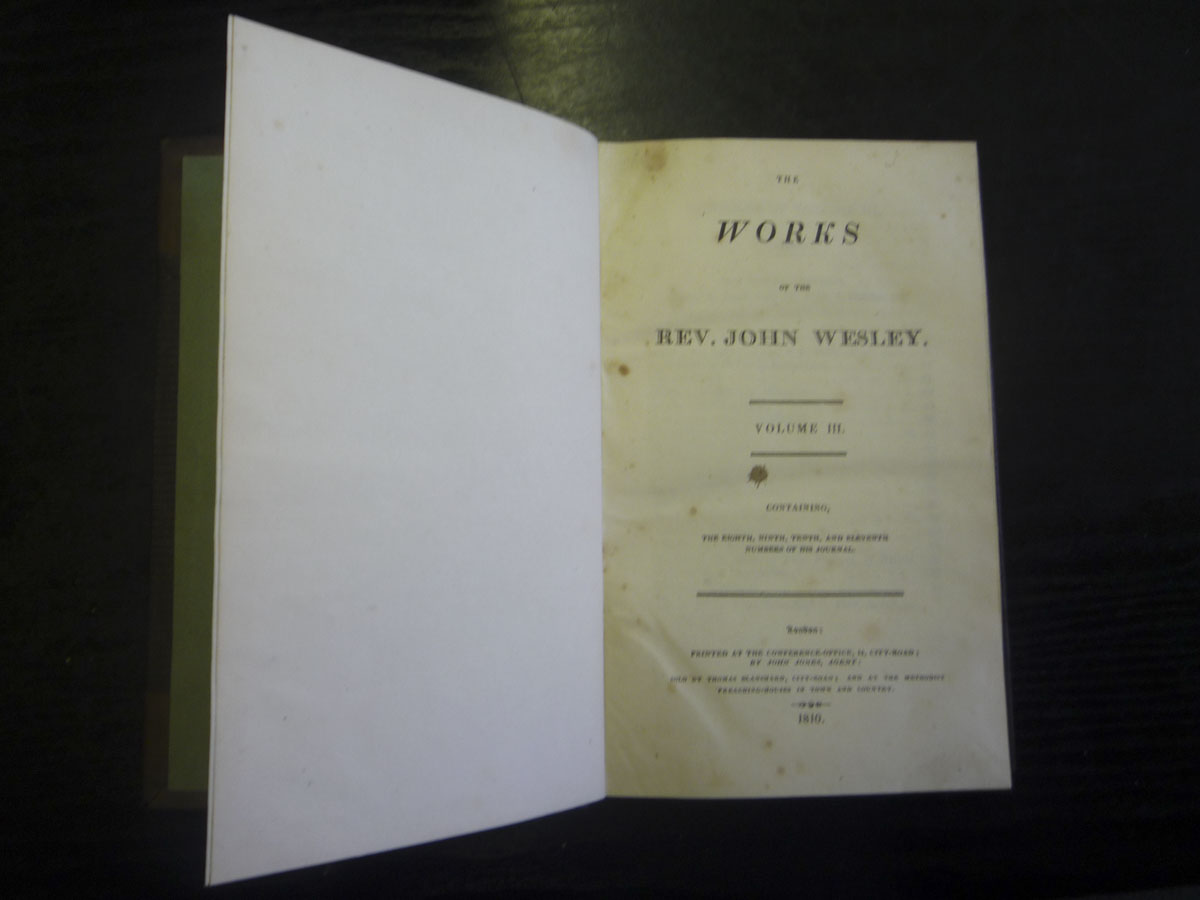 THE
WORKS
OF THE
REV. JOHN WESLEY.
VOLUME III.
CONTAINING,
THE EIGHTH, NINTH, TENTH, AND ELEVENTH
NUMBERS OF HIS JOURNAL.
London:
PRINTED AT THE CONFERENCE-OFFICE, 14, CITY-ROAD;
BY JOHN JONES, AGENT:
SOLD BY THOMAS BLANSHARD, CITY-ROAD; AND AT THE METHODIST
PREACHING-HOUSES IN TOWN AND COUNTRY.
1810.